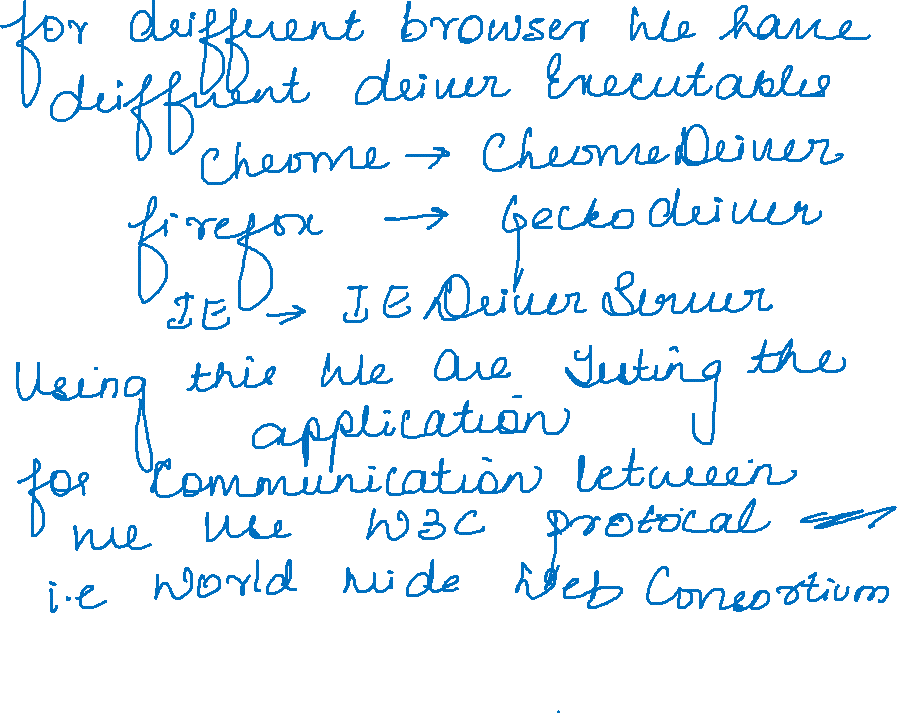 for different browser we have
different driver Executables
Chrome → ChromeDriver
firefox → Geckodriver
IE → IE Driver Server
Using this we are Testing the
application
for Communication between
we use W3C protocal
i.e World wide Web Consortium